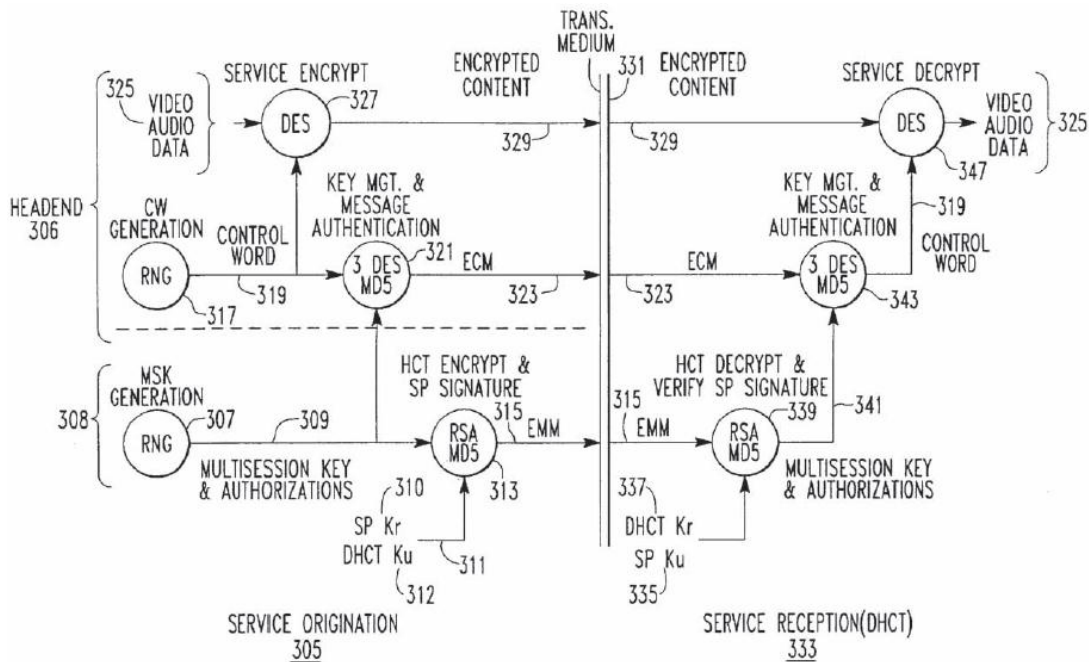 TRANS.
MEDIUM
331
SERVICE ENCRYPT
327
325
VIDEO
AUDIO
DATA
DES
ENCRYPTED
CONTENT
329
ENCRYPTED
CONTENT
329
SERVICE DECRYPT
DES
347
VIDEO
AUDIO
DATA
325
HEADEND
306
CW
GENERATION
RNG
317
CONTROL
WORD
319
KEY MGT. &
MESSAGE
AUTHENTICATION
321
3 DES
MD5
ECM
323
ECM
323
KEY MGT. &
MESSAGE
AUTHENTICATION
3 DES
MD5
343
319
CONTROL
WORD
308
MSK
GENERATION
307
RNG
309
MULTISESSION KEY
& AUTHORIZATIONS
HCT ENCRYPT &
SP SIGNATURE
RSA
MD5
313
315
EMM
310
SP Kr
DHCT Ku
311
312
315
EMM
HCT DECRYPT &
VERIFY SP SIGNATURE
339
RSA
MD5
341
MULTISESSION KEY
& AUTHORIZATIONS
337
DHCT Kr
SP Ku
335
SERVICE ORIGINATION
305
SERVICE RECEPTION(DHCT)
333